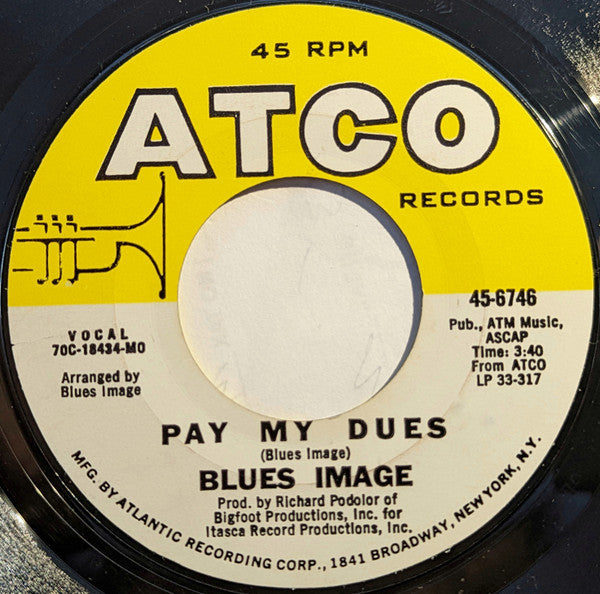 45 RPM
ATCO
RECORDS
45-6746
VOCAL
70C-18434-MO
Pub., ATM Music,
ASCAP
Time: 3:40
From ATCO
LP 33-317
Arranged by
Blues Image
PAY MY DUES
(Blues Image)
BLUES IMAGE
Prod. by Richard Podolor of
Bigfoot Productions, Inc. for
Itasca Record Productions, Inc.
MFG. BY ATLANTIC RECORDING CORP., 1841 BROADWAY, NEW YORK, N.Y.